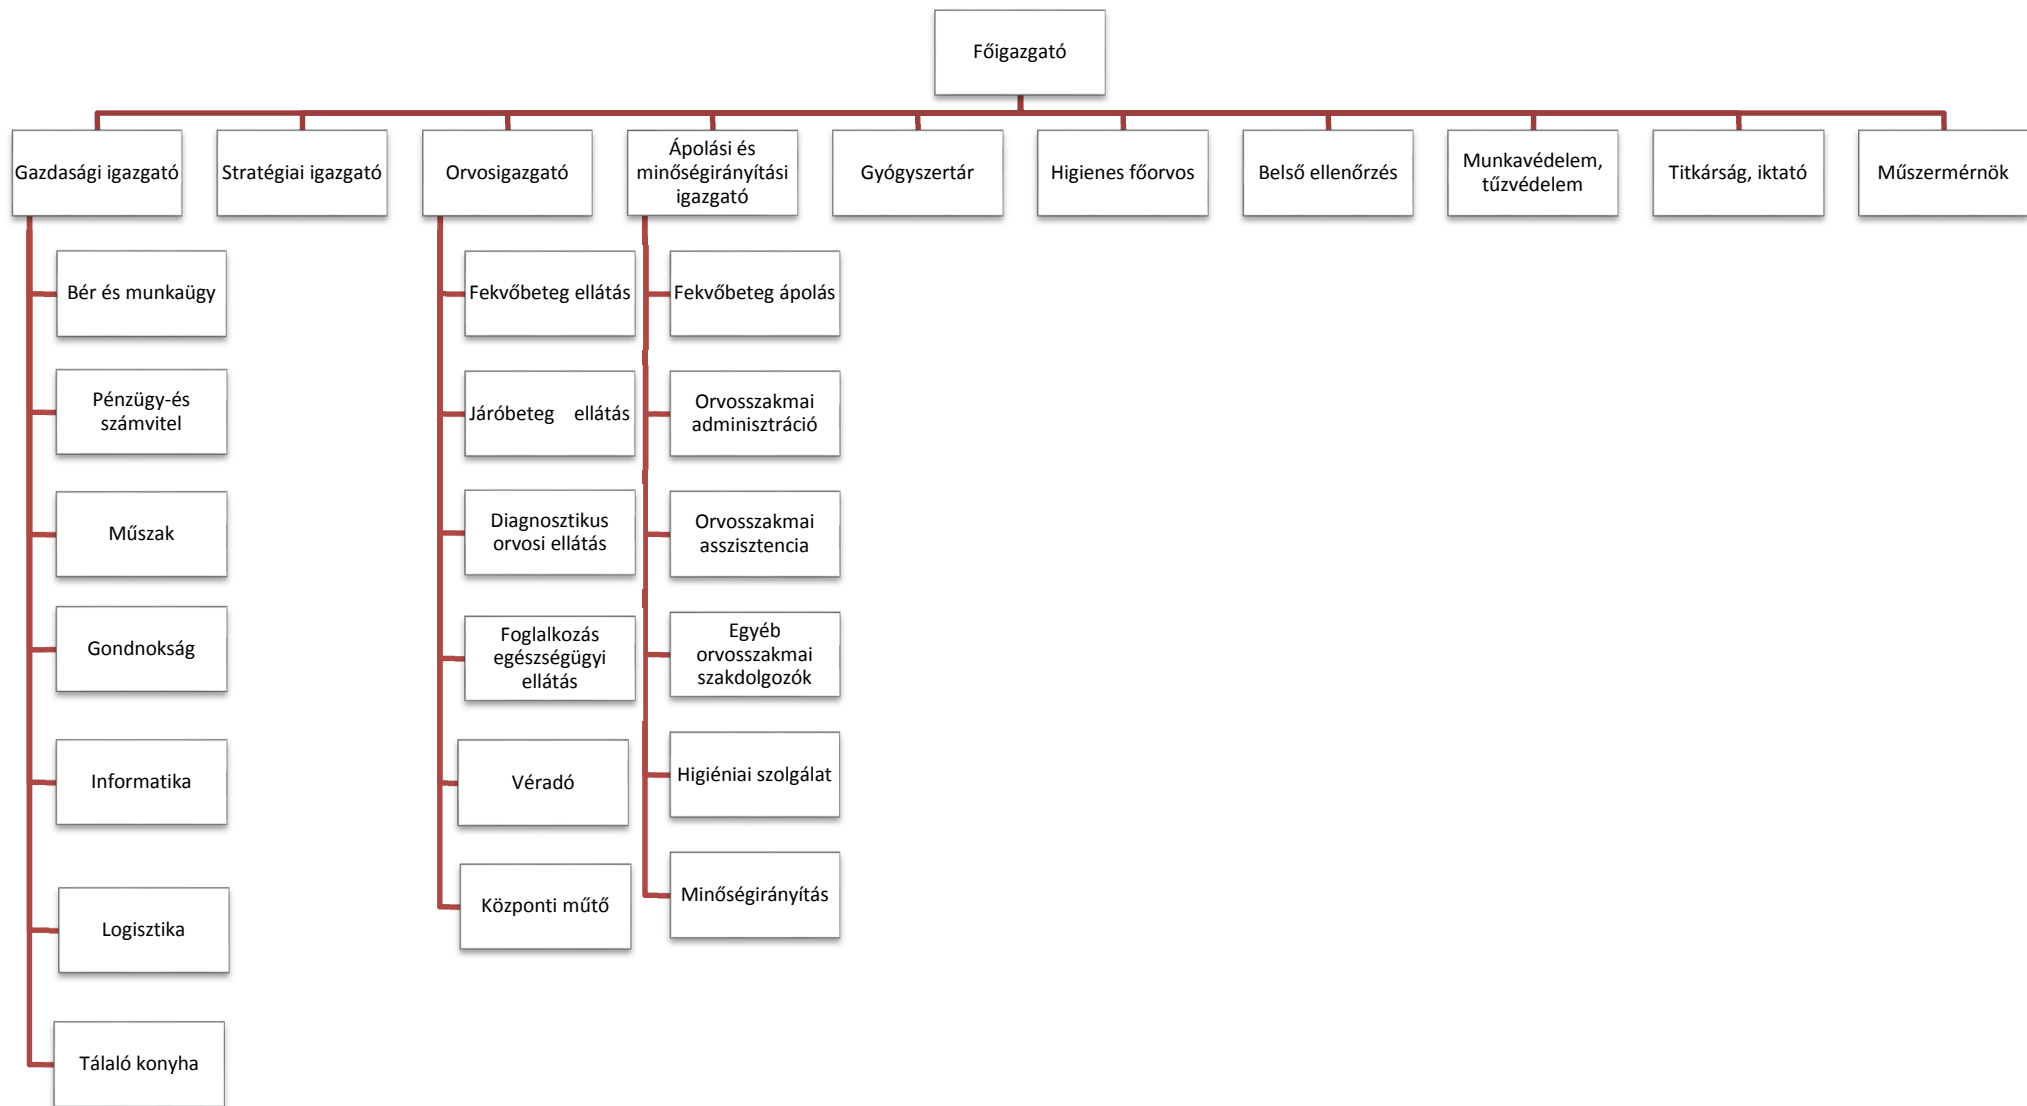 Főigazgató
Gazdasági igazgató
Stratégiai igazgató
Orvosigazgató
Ápolási és
minőségirányítási
igazgató
Gyógyszertár
Higienes főorvos
Belső ellenőrzés
Munkavédelem,
tűzvédelem
Titkárság, iktató
Műszermérnök
Bér és munkaügy
Pénzügy-és
számvitel
Műszak
Gondnokság
Informatika
Logisztika
Tálaló konyha
Fekvőbeteg ellátás
Járóbeteg ellátás
Diagnosztikus
orvosi ellátás
Foglalkozás
egészségügyi
ellátás
Véradó
Központi műtő
Fekvőbeteg ápolás
Orvosszakmai
adminisztráció
Orvosszakmai
asszisztencia
Egyéb
orvosszakmai
szakdolgozók
Higiéniai szolgálat
Minőségirányítás